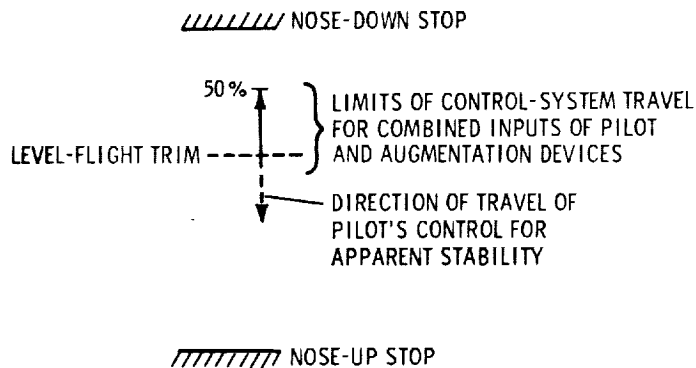 NOSE-DOWN STOP
50%
LIMITS OF CONTROL-SYSTEM TRAVEL
FOR COMBINED INPUTS OF PILOT
AND AUGMENTATION DEVICES
LEVEL-FLIGHT TRIM
DIRECTION OF TRAVEL OF
PILOT'S CONTROL FOR
APPARENT STABILITY
NOSE-UP STOP